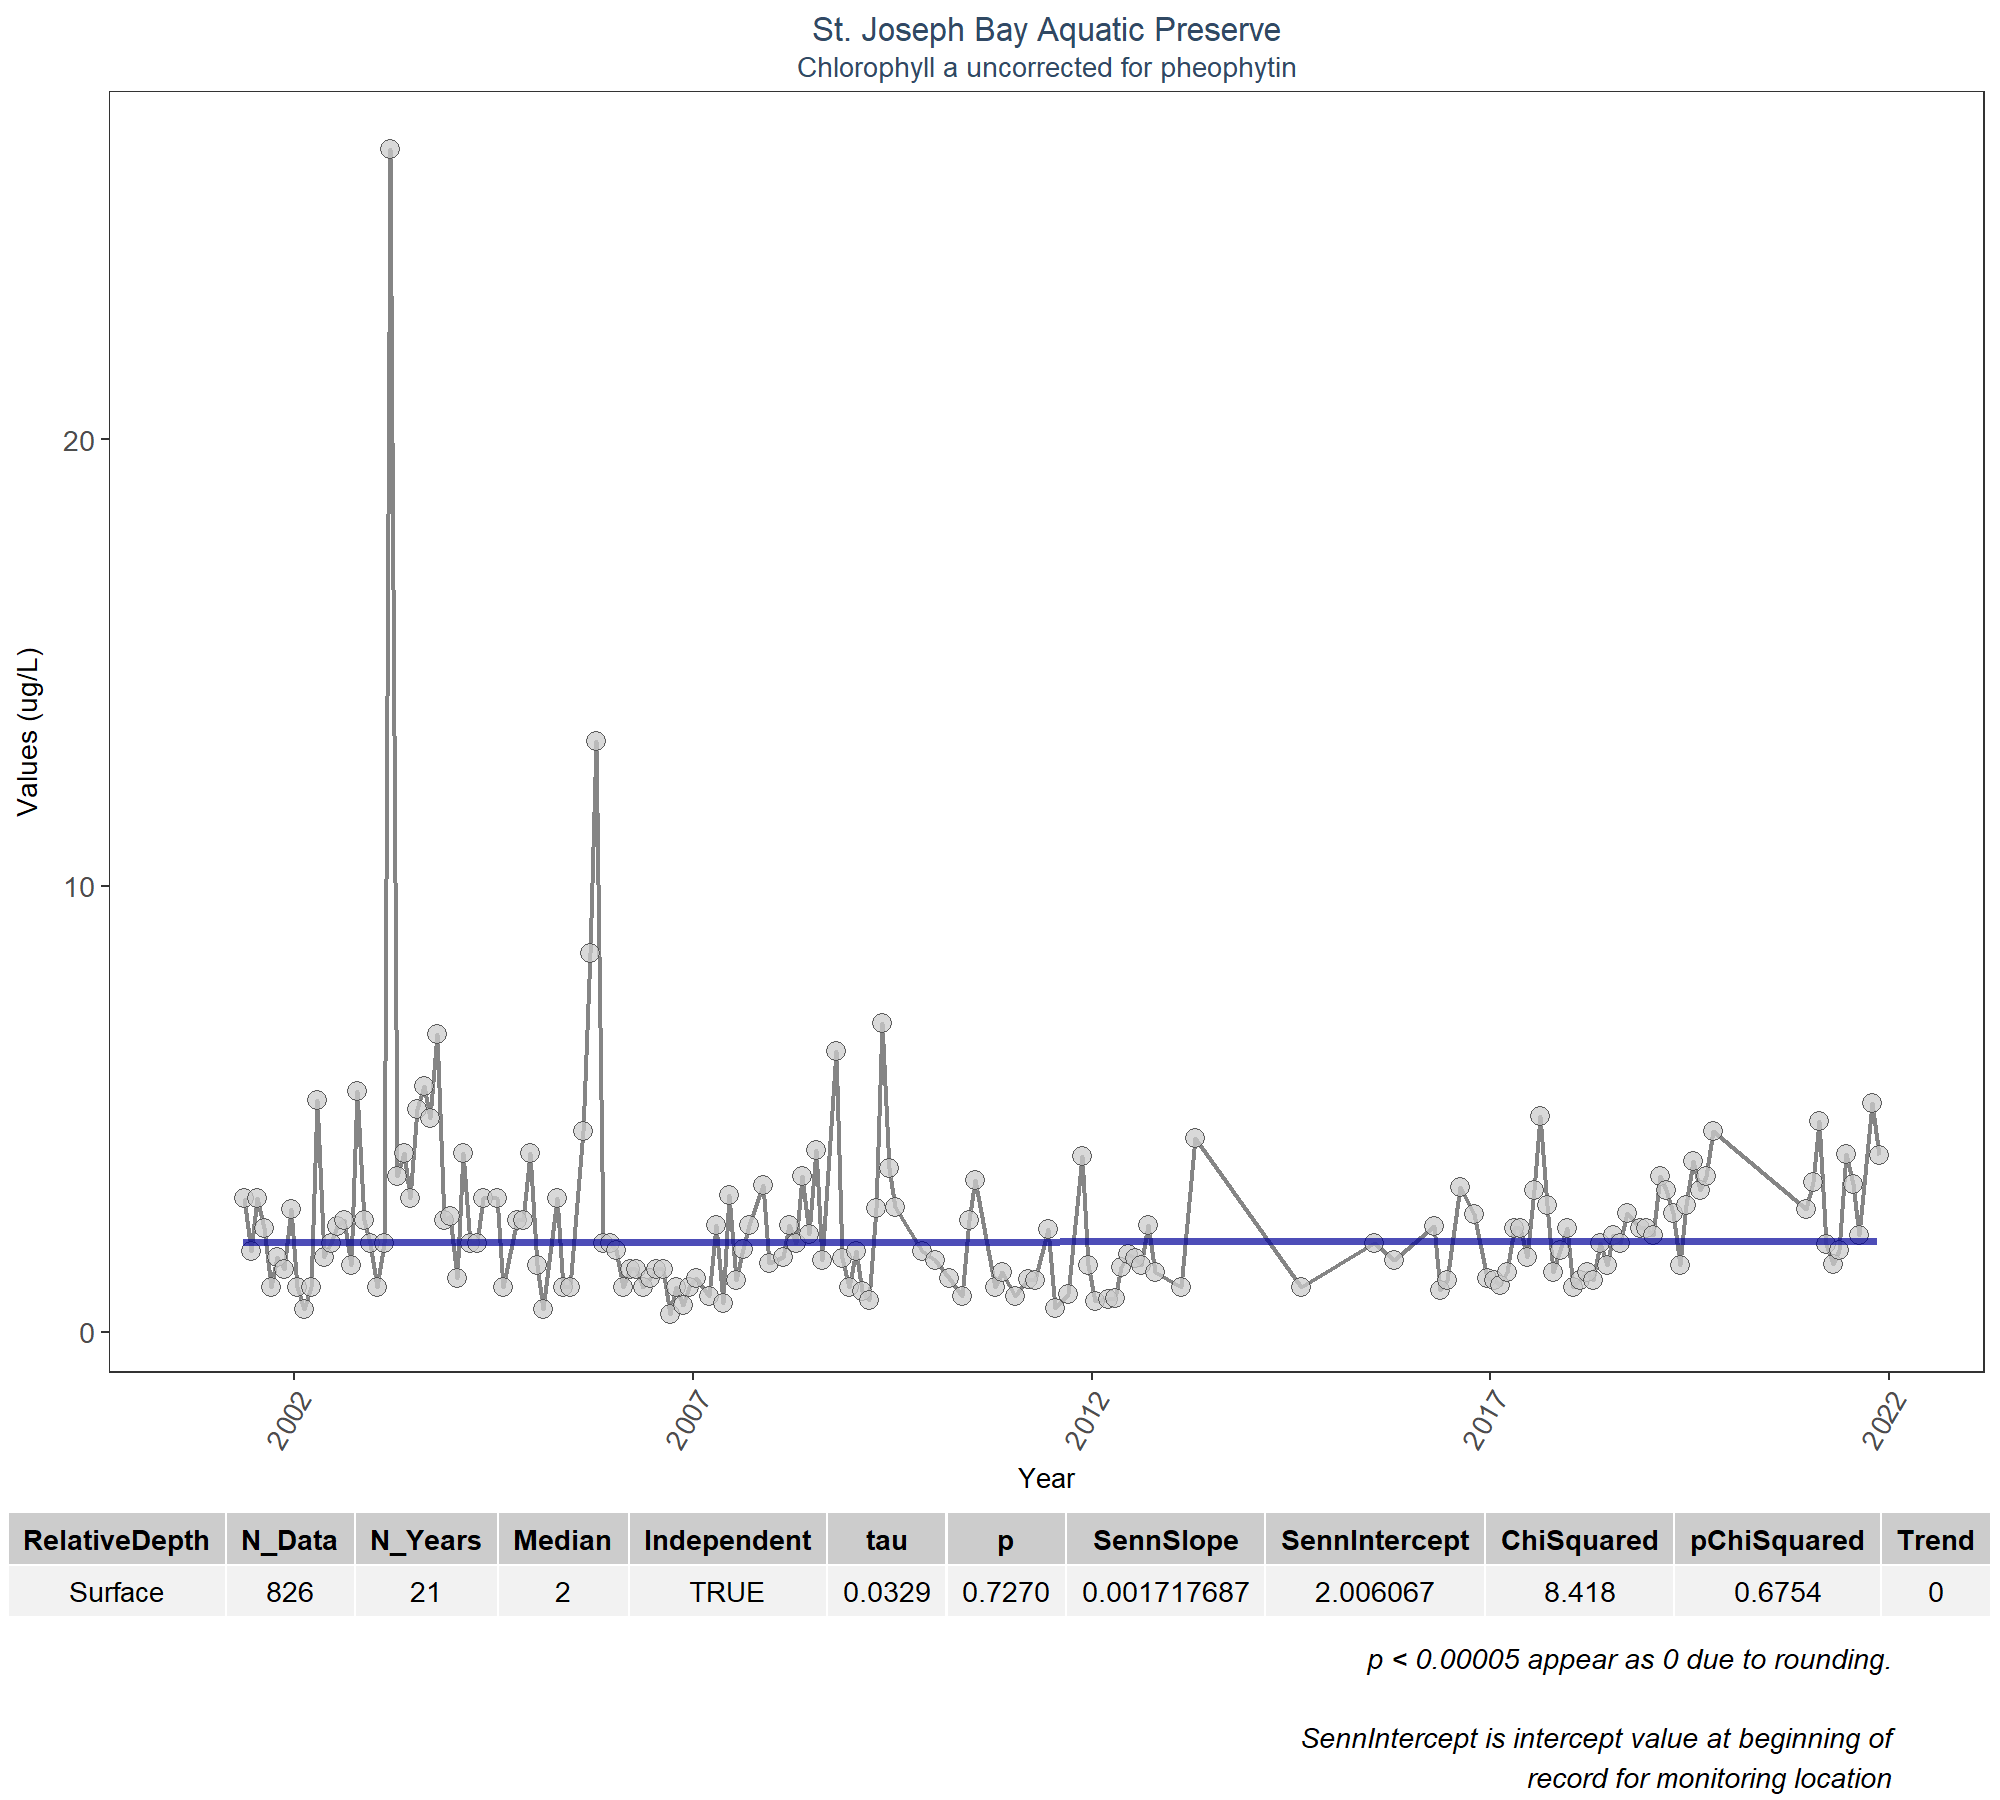 St. Joseph Bay Aquatic Preserve
Chlorophyll a uncorrected for pheophytin
Values (ug/L)
20
10
0
2002 2007 2012 2017 2022
Year
RelativeDepth N_Data N_Years Median Independent tau p SennSlope SennIntercept ChiSquared pChiSquared Trend
Surface 826 21 2 TRUE 0.0329 0.7270 0.001717687 2.006067 8.418 0.6754 0
p < 0.00005 appear as 0 due to rounding.
SennIntercept is intercept value at beginning of
record for monitoring location